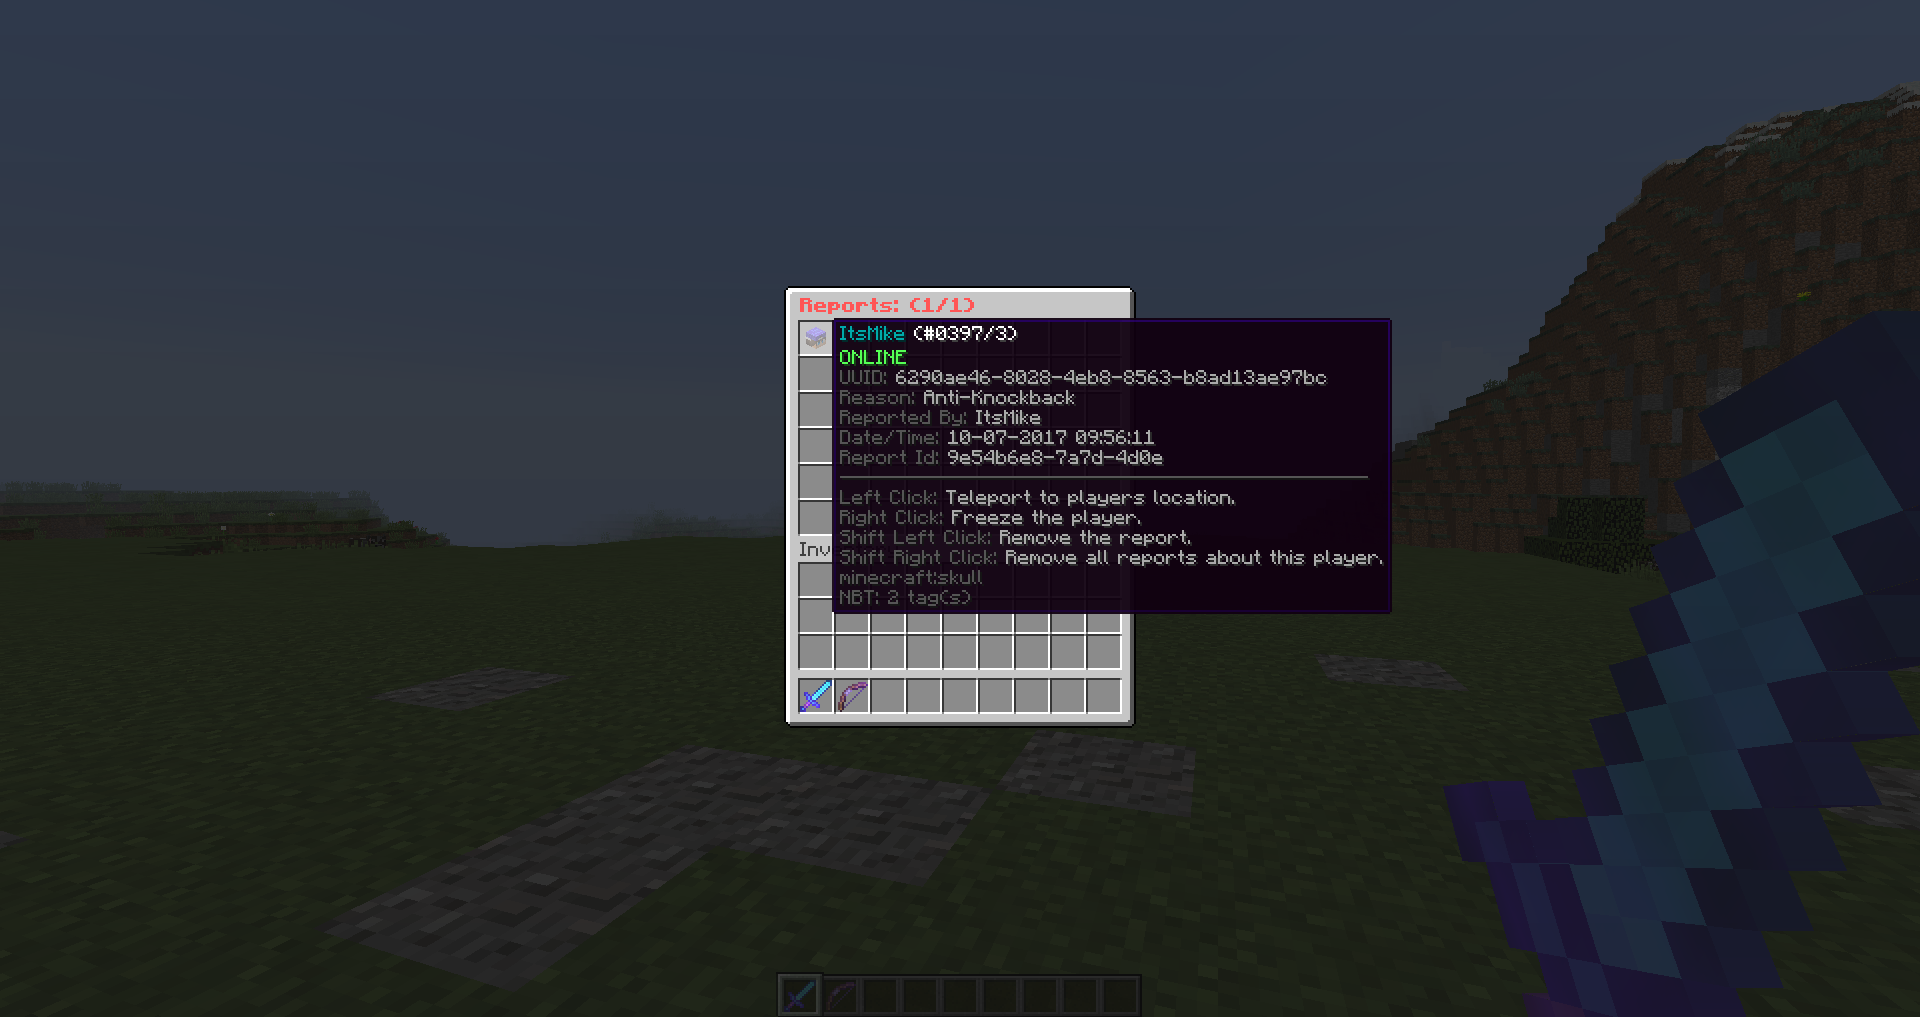 Reports: (1/1)
ItsMike (#0397/3)
ONLINE
UUID: 6290ae46-8028-4eb8-8563-b8ad13ae97bc
Reason: Anti-Knockback
Reported By: ItsMike
Date/Time: 10-07-2017 09:56:11
Report Id: 9e54b6e8-7a7d-4d0e
Left Click: Teleport to players location.
Right Click: Freeze the player.
Shift Left Click: Remove the report.
Inv
Shift Right Click: Remove all reports about this player.
minecraft:skull
NBT: 2 tag(s)